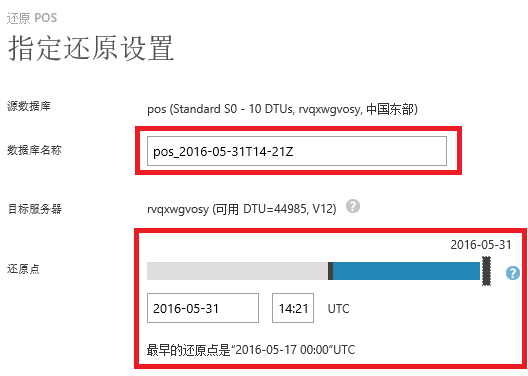 还原 POS
指定还原设置
源数据库 pos (Standard S0 - 10 DTUs, rvqxwgvosy, 中国东部)
数据库名称 pos_2016-05-31T14-21Z
目标服务器 rvqxwgvosy (可用 DTU=44985, V12) ?
2016-05-31
还原点 ?
2016-05-31 14:21 UTC
最早的还原点是“2016-05-17 00:00”UTC